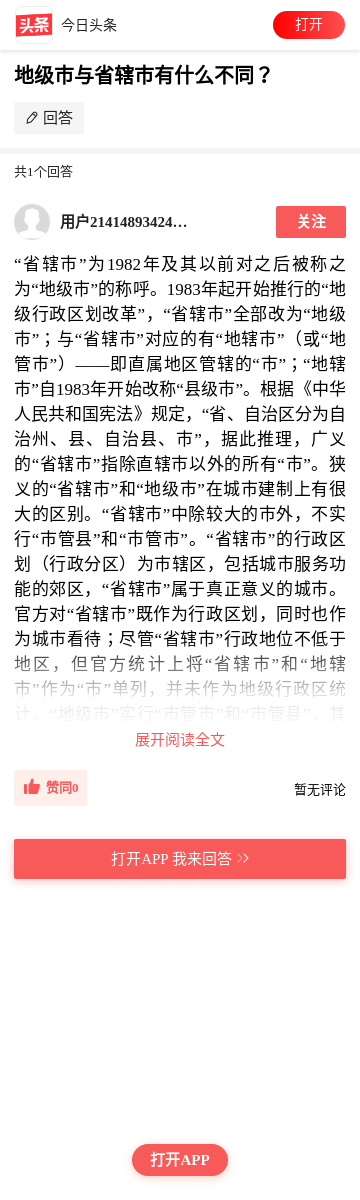 头条 今日头条 打开
地级市与省辖市有什么不同？
回答
共1个回答
用户21414893424… 关注
“省辖市”为1982年及其以前对之后被称之
为“地级市”的称呼。1983年起开始推行的“地
级行政区划改革”，“省辖市”全部改为“地级
市”；与“省辖市”对应的有“地辖市”（或“地
管市”）——即直属地区管辖的“市”；“地辖
市”自1983年开始改称“县级市”。根据《中华
人民共和国宪法》规定，“省、自治区分为自
治州、县、自治县、市”，据此推理，广义
的“省辖市”指除直辖市以外的所有“市”。狭
义的“省辖市”和“地级市”在城市建制上有很
大的区别。“省辖市”中除较大的市外，不实
行“市管县”和“市管市”。“省辖市”的行政区
划（行政分区）为市辖区，包括城市服务功
能的郊区，“省辖市”属于真正意义的城市。
官方对“省辖市”既作为行政区划，同时也作
为城市看待；尽管“省辖市”行政地位不低于
地区，但官方统计上将“省辖市”和“地辖
市”作为“市”单列，并未作为地级行政区统
计。“地级市”实行“市管市”和“市管县”，其
展开阅读全文
赞同0 暂无评论
打开APP 我来回答
打开APP